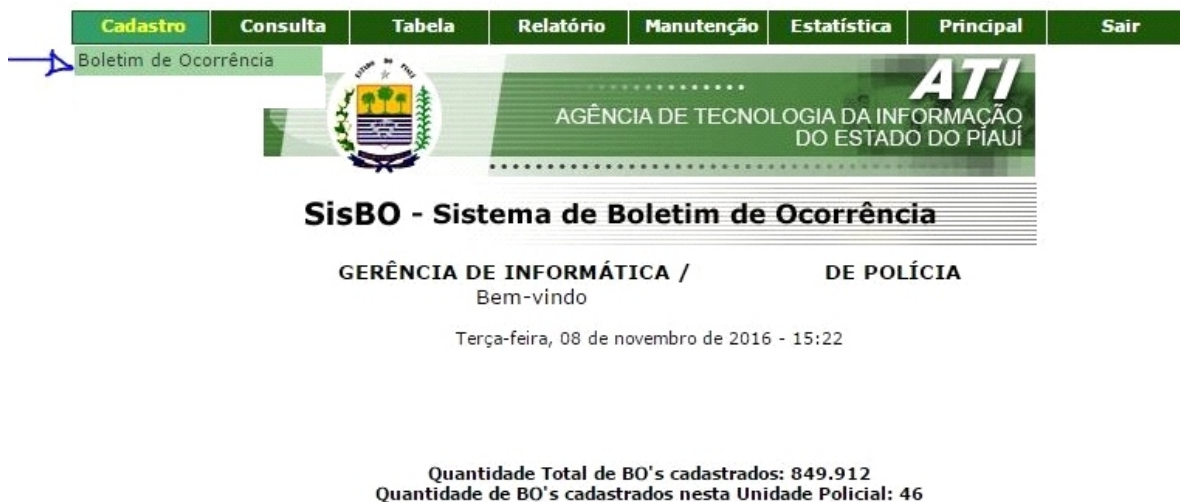 Cadastro Consulta Tabela Relatório Manutenção Estatística Principal Sair
Boletim de Ocorrência
ESTADO DO PIAUÍ
ATI
AGÊNCIA DE TECNOLOGIA DA INFORMAÇÃO
DO ESTADO DO PIAUÍ
SisBO - Sistema de Boletim de Ocorrência
GERÊNCIA DE INFORMÁTICA / DE POLÍCIA
Bem-vindo
Terça-feira, 08 de novembro de 2016 - 15:22
Quantidade Total de BO's cadastrados: 849.912
Quantidade de BO's cadastrados nesta Unidade Policial: 46